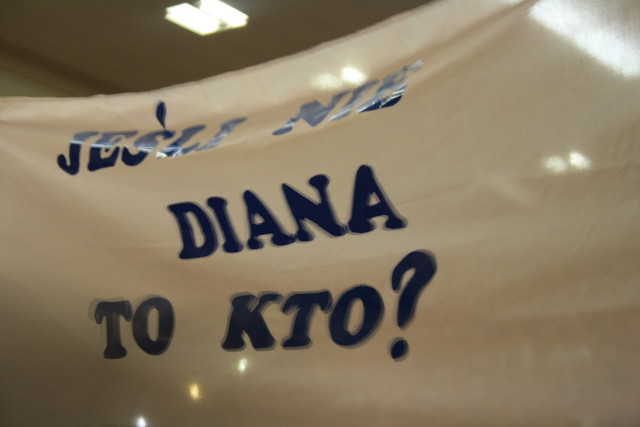 JEŚLI NIE
DIANA
TO KTO?